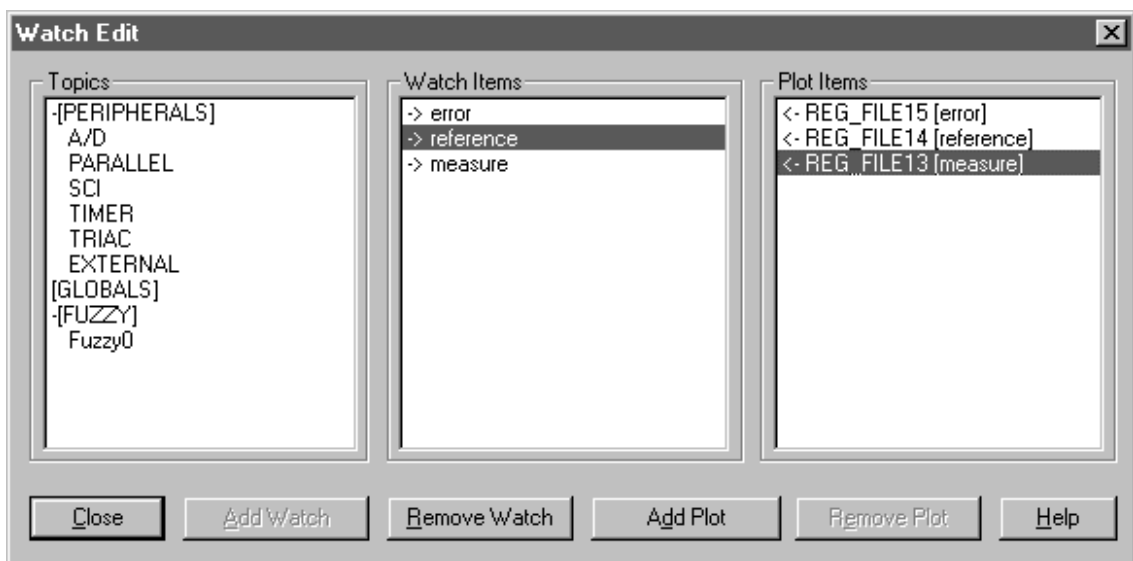 Watch Edit
Topics
-[PERIPHERALS]
A/D
PARALLEL
SCI
TIMER
TRIAC
EXTERNAL
[GLOBALS]
-[FUZZY]
Fuzzy0
Watch Items
-> error
-> reference
-> measure
Plot Items
<- REG_FILE15 [error]
<- REG_FILE14 [reference]
<- REG_FILE13 [measure]
Close
Add Watch
Remove Watch
Add Plot
Remove Plot
Help